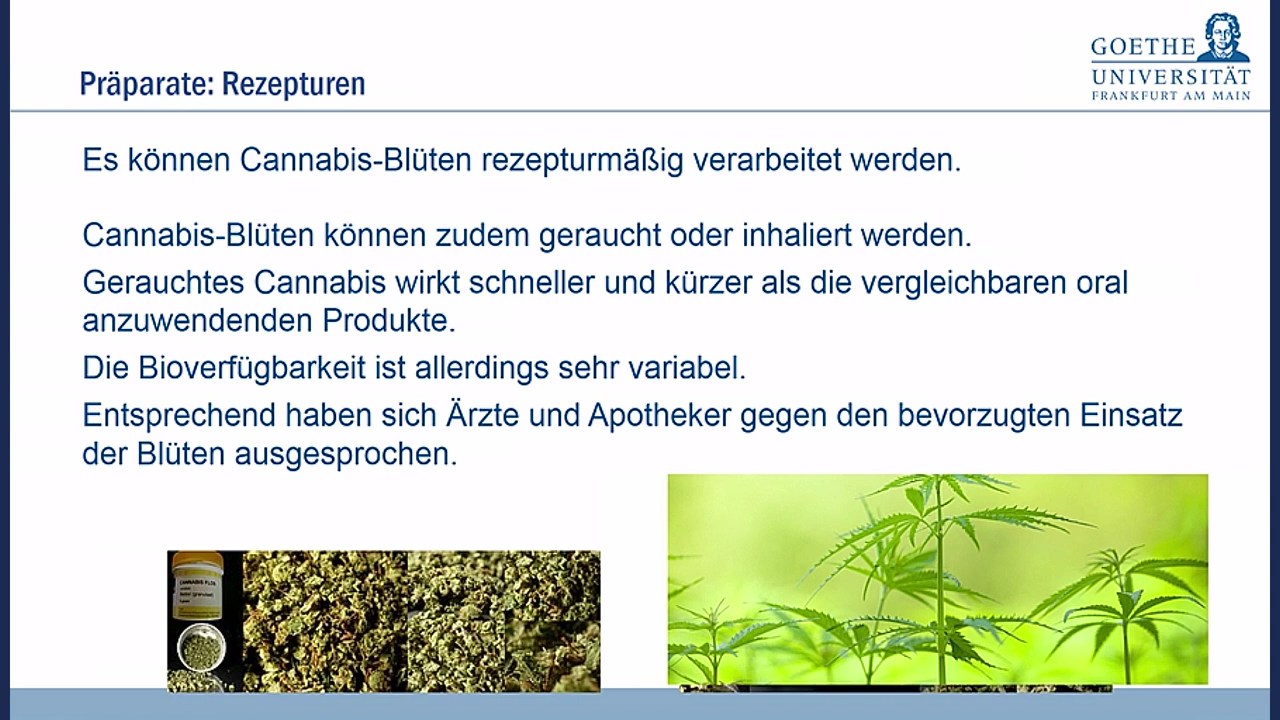 GOETHE
UNIVERSITÄT
FRANKFURT AM MAIN
Präparate: Rezepturen
Es können Cannabis-Blüten rezepturmäßig verarbeitet werden.
Cannabis-Blüten können zudem geraucht oder inhaliert werden.
Gerauchtes Cannabis wirkt schneller und kürzer als die vergleichbaren oral
anzuwendenden Produkte.
Die Bioverfügbarkeit ist allerdings sehr variabel.
Entsprechend haben sich Ärzte und Apotheker gegen den bevorzugten Einsatz
der Blüten ausgesprochen.
CANNABIS FLOS